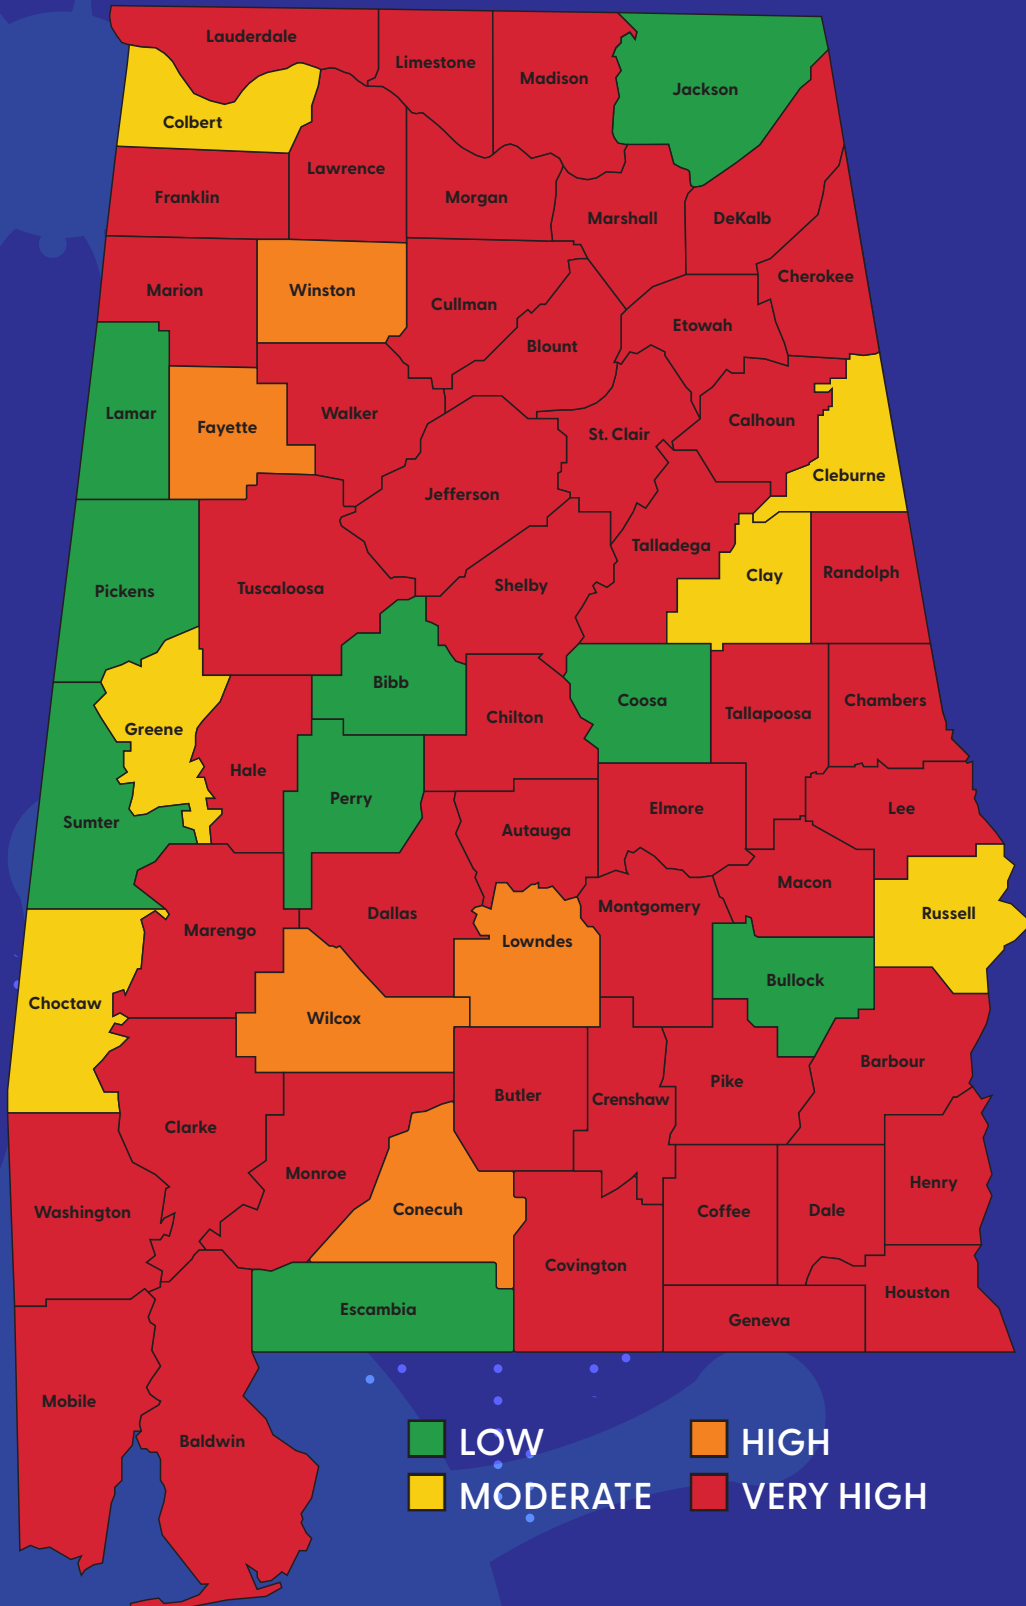 Lauderdale
Limestone
Madison
Jackson
Colbert
Lawrence
Franklin
Morgan
Marshall
DeKalb
Cherokee
Marion
Winston
Cullman
Etowah
Blount
Lamar
Fayette
Walker
St. Clair
Calhoun
Cleburne
Jefferson
Talladega
Clay
Randolph
Pickens
Tuscaloosa
Shelby
Bibb
Coosa
Chambers
Tallapoosa
Chilton
Greene
Hale
Perry
Elmore
Lee
Sumter
Autauga
Macon
Montgomery
Russell
Dallas
Marengo
Lowndes
Bullock
Choctaw
Wilcox
Barbour
Pike
Butler
Crenshaw
Clarke
Monroe
Henry
Washington
Conecuh
Coffee
Dale
Covington
Houston
Escambia
Geneva
Mobile
Baldwin
LOW
HIGH
MODERATE
VERY HIGH